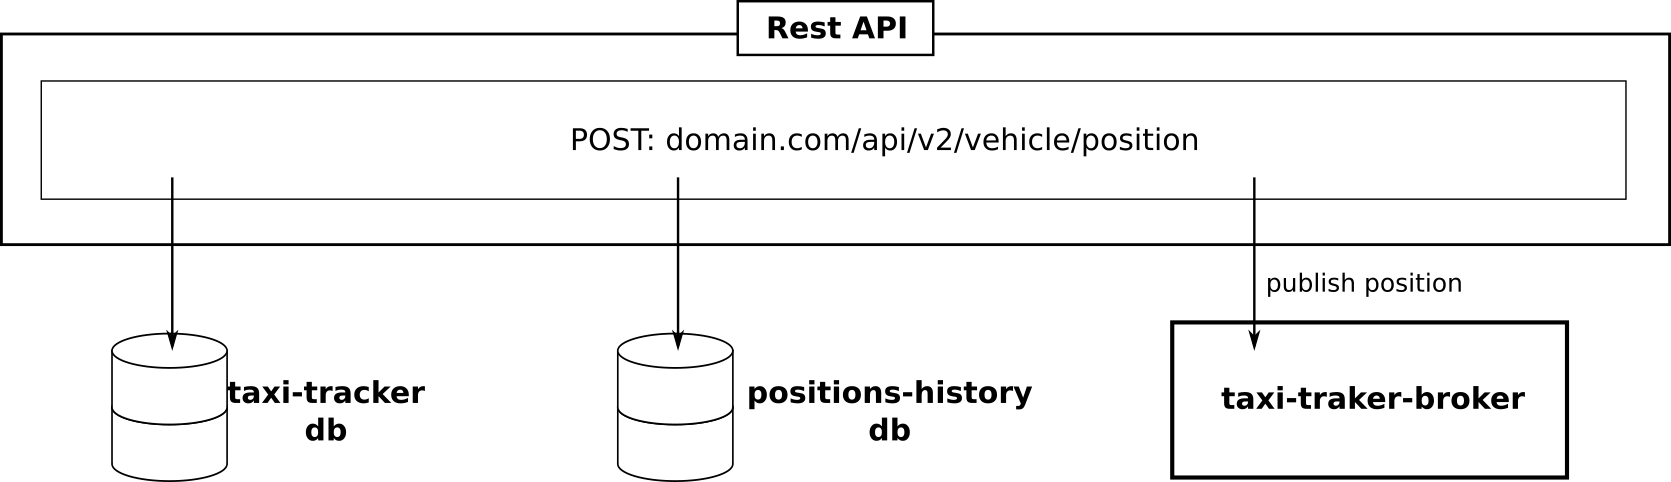 Rest API
POST: domain.com/api/v2/vehicle/position
publish position
taxi-tracker
db
positions-history
db
taxi-traker-broker